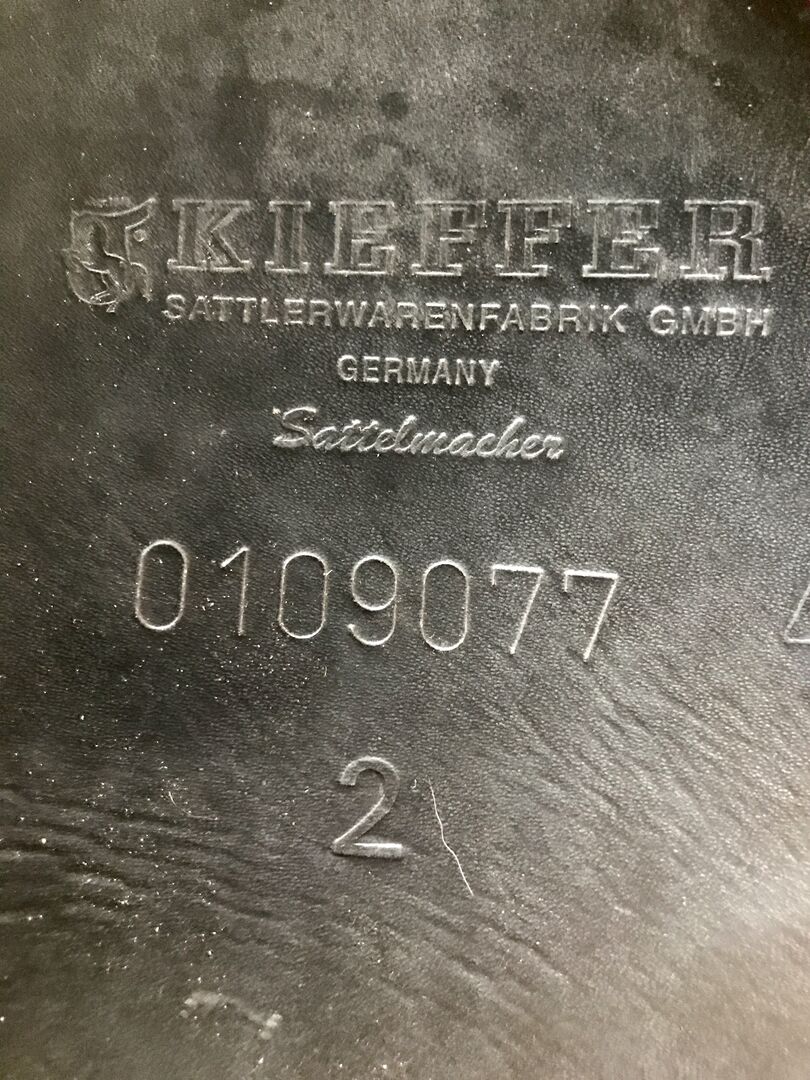 KIEFFER
SATTLERWARENFABRIK GMBH
GERMANY
Sattelmacher
0109077
2